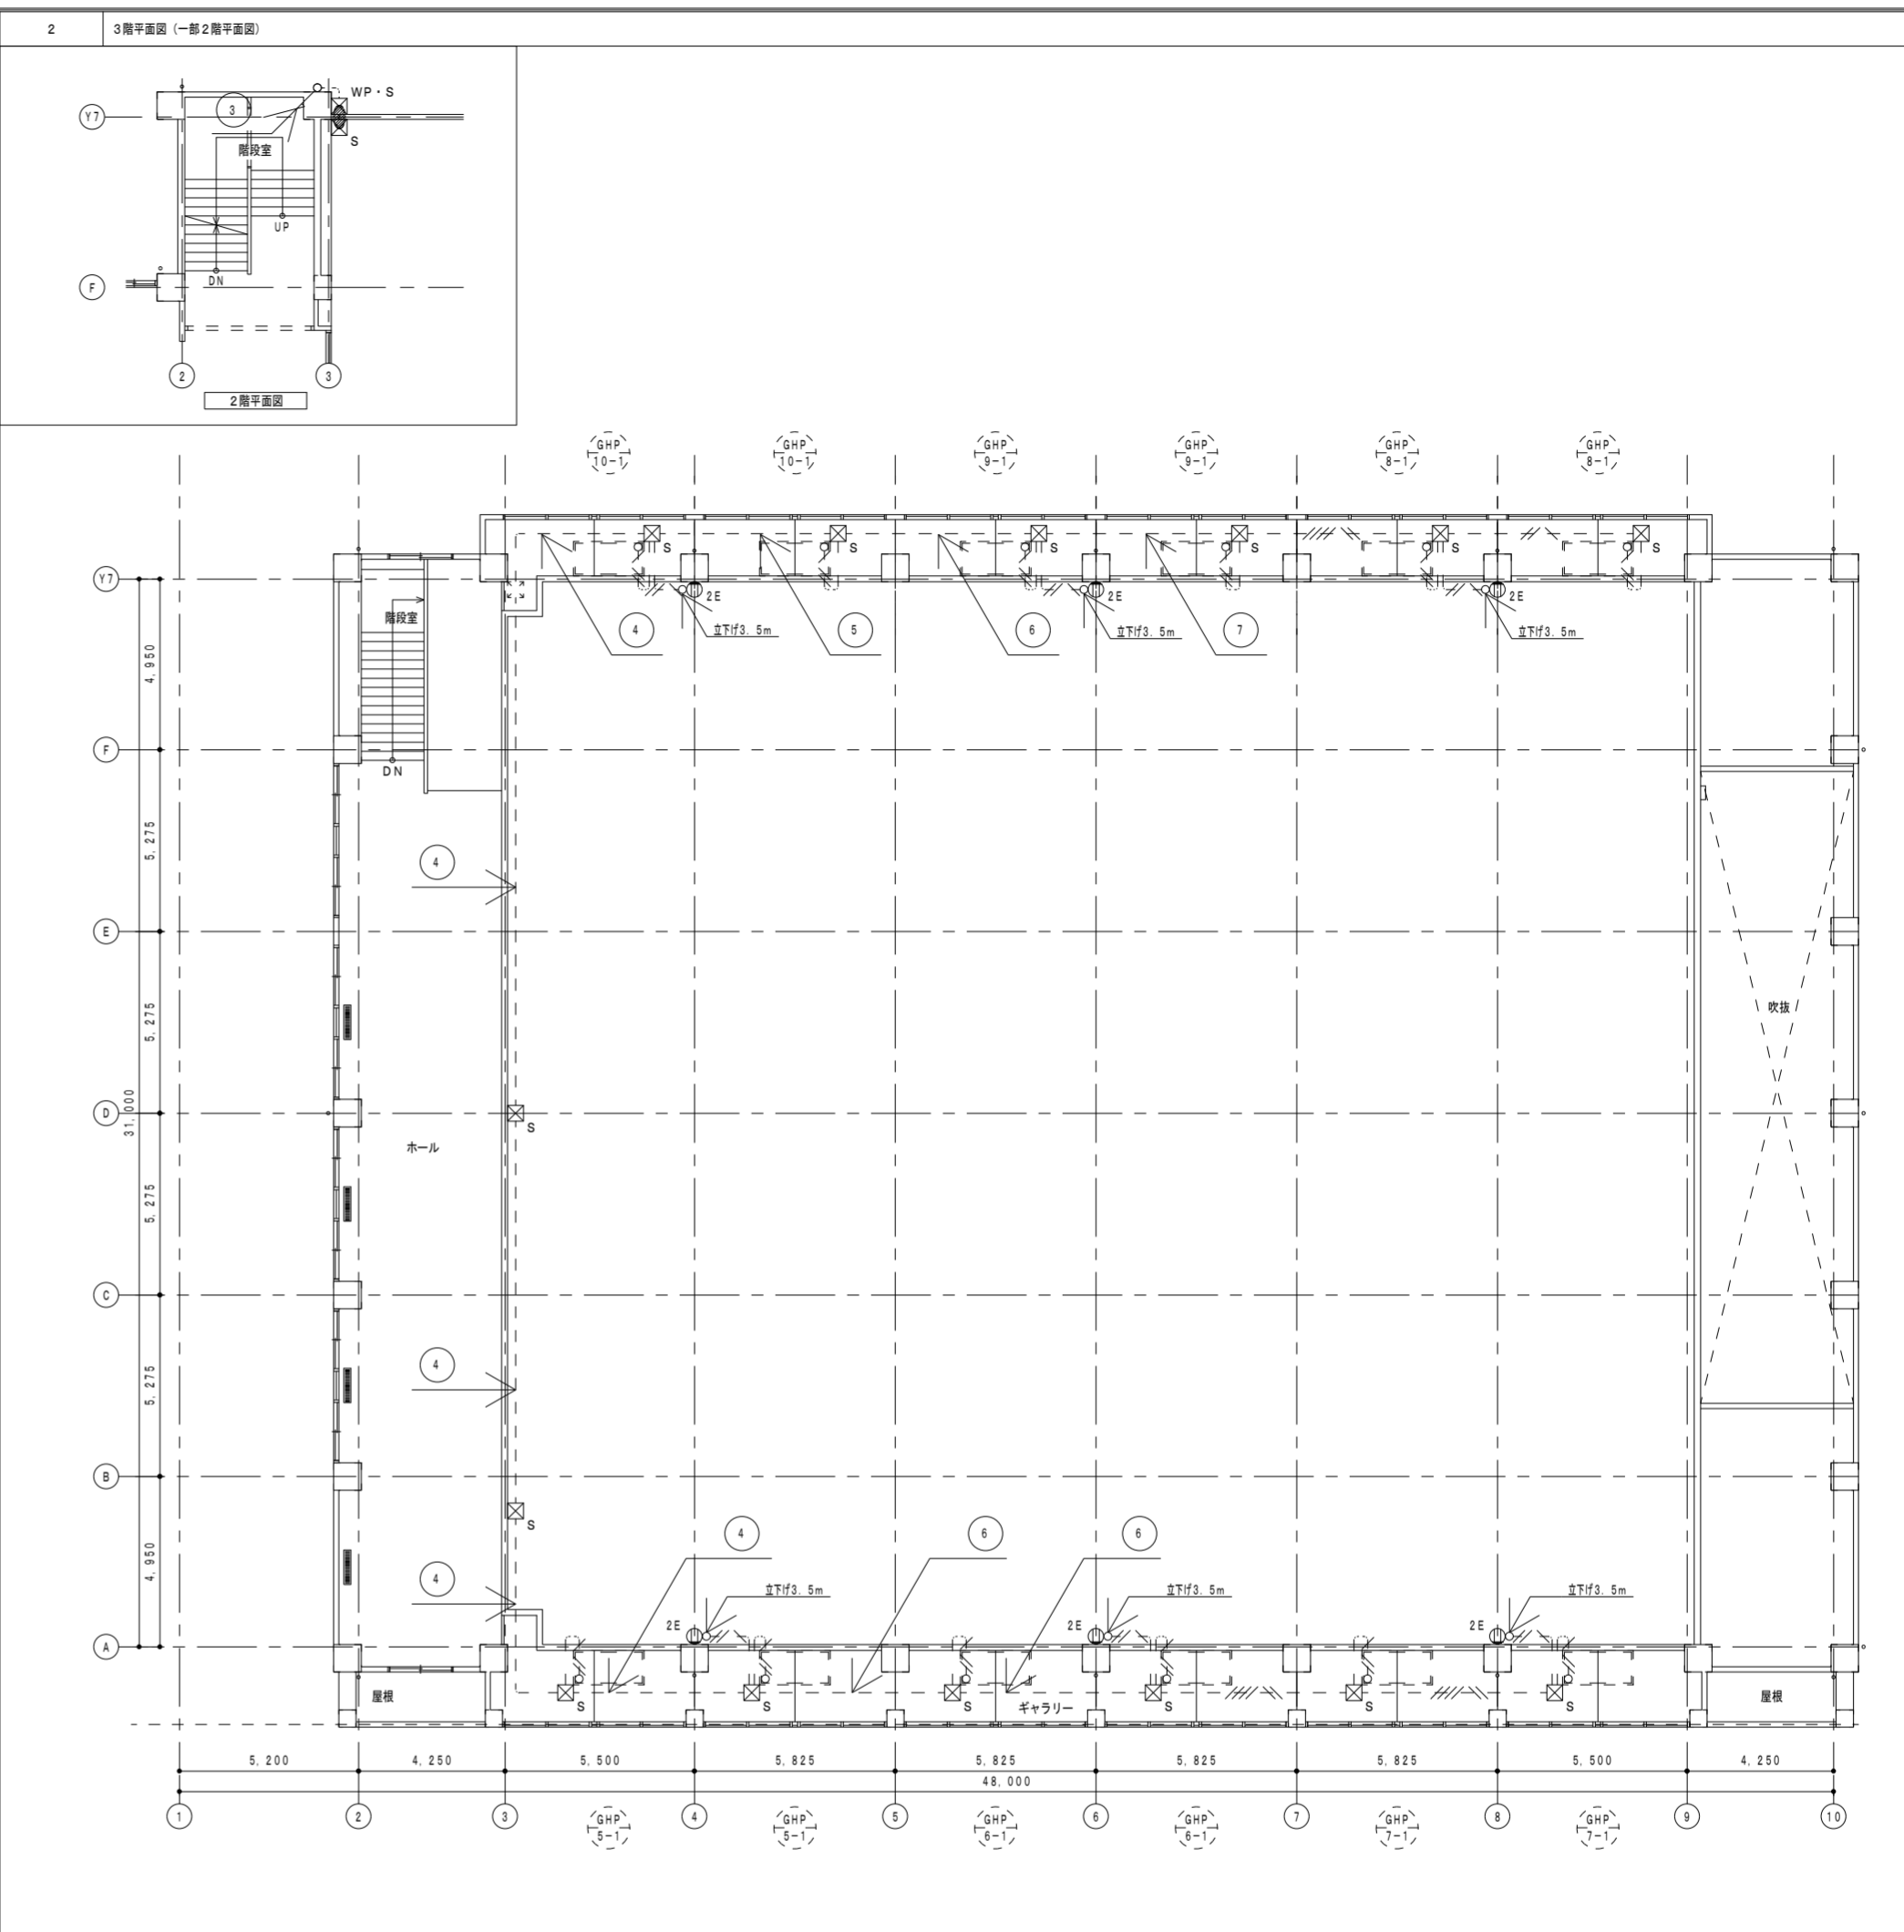 2 3階平面図（一部2階平面図）
WP・S
Y7
3
S
階段室
UP
DN
F
2 3
2階平面図
GHP GHP GHP GHP GHP GHP
10-1 10-1 9-1 9-1 8-1 8-1
S S S S S S
Y7
2E 2E 2E
階段室
4 5 6 7
立下げ3.5m 立下げ3.5m 立下げ3.5m
4,950
F
DN
5,275
4
E
5,275
吹抜
D
31,000
S
ホール
5,275
C
4
5,275
B
S
4 6 6
4,950
4
立下げ3.5m 立下げ3.5m 立下げ3.5m
2E 2E 2E
A
屋根
S S S S S S
ギャラリー
屋根
5,200 4,250 5,500 5,825 5,825 5,825 5,825 5,500 4,250
48,000
1 2 3 4 5 6 7 8 9 10
GHP GHP GHP GHP GHP GHP
5-1 5-1 6-1 6-1 7-1 7-1